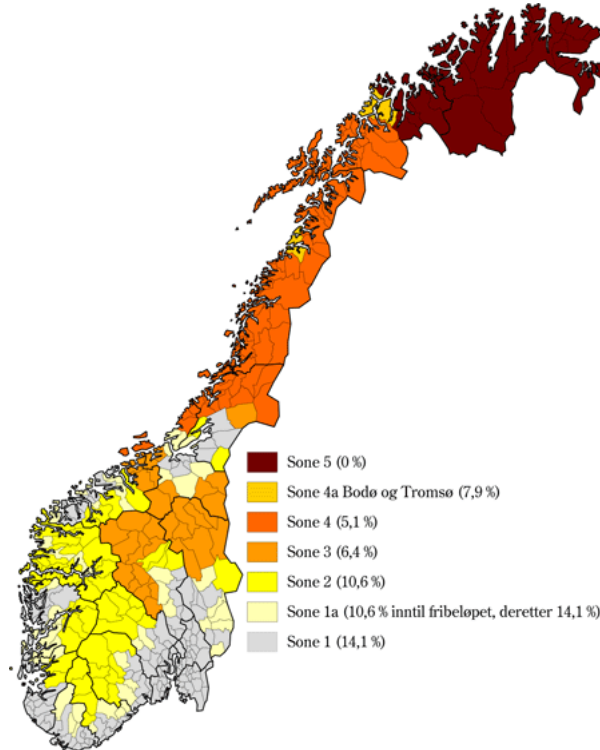 Sone 5 (0 %)
Sone 4a Bodø og Tromsø (7,9 %)
Sone 4 (5,1 %)
Sone 3 (6,4 %)
Sone 2 (10,6 %)
Sone 1a (10,6 % inntil fribeløpet, deretter 14,1 %)
Sone 1 (14,1 %)